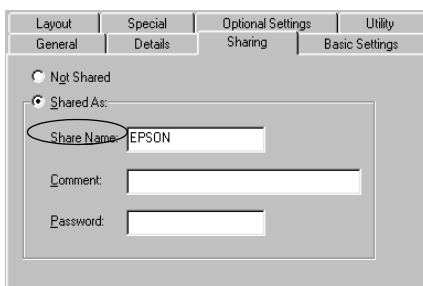 Layout Special Optional Settings Utility
General Details Sharing Basic Settings
Not Shared
Shared As:
Share Name: EPSON
Comment:
Password: